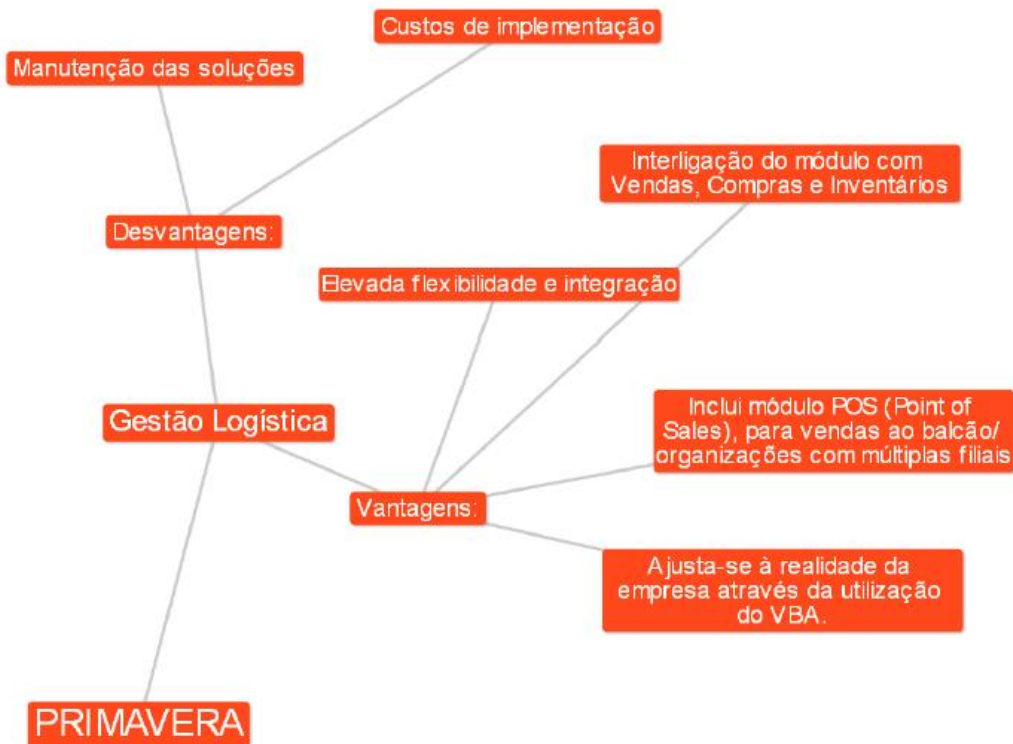 Custos de implementação
Manutenção das soluções
Interligação do módulo com
Vendas, Compras e Inventários
Desvantagens:
Elevada flexibilidade e integração
Gestão Logística
Inclui módulo POS (Point of
Sales), para vendas ao balcão/
organizações com múltiplas filiais
Vantagens:
Ajusta-se à realidade da
empresa através da utilização
do VBA.
PRIMAVERA